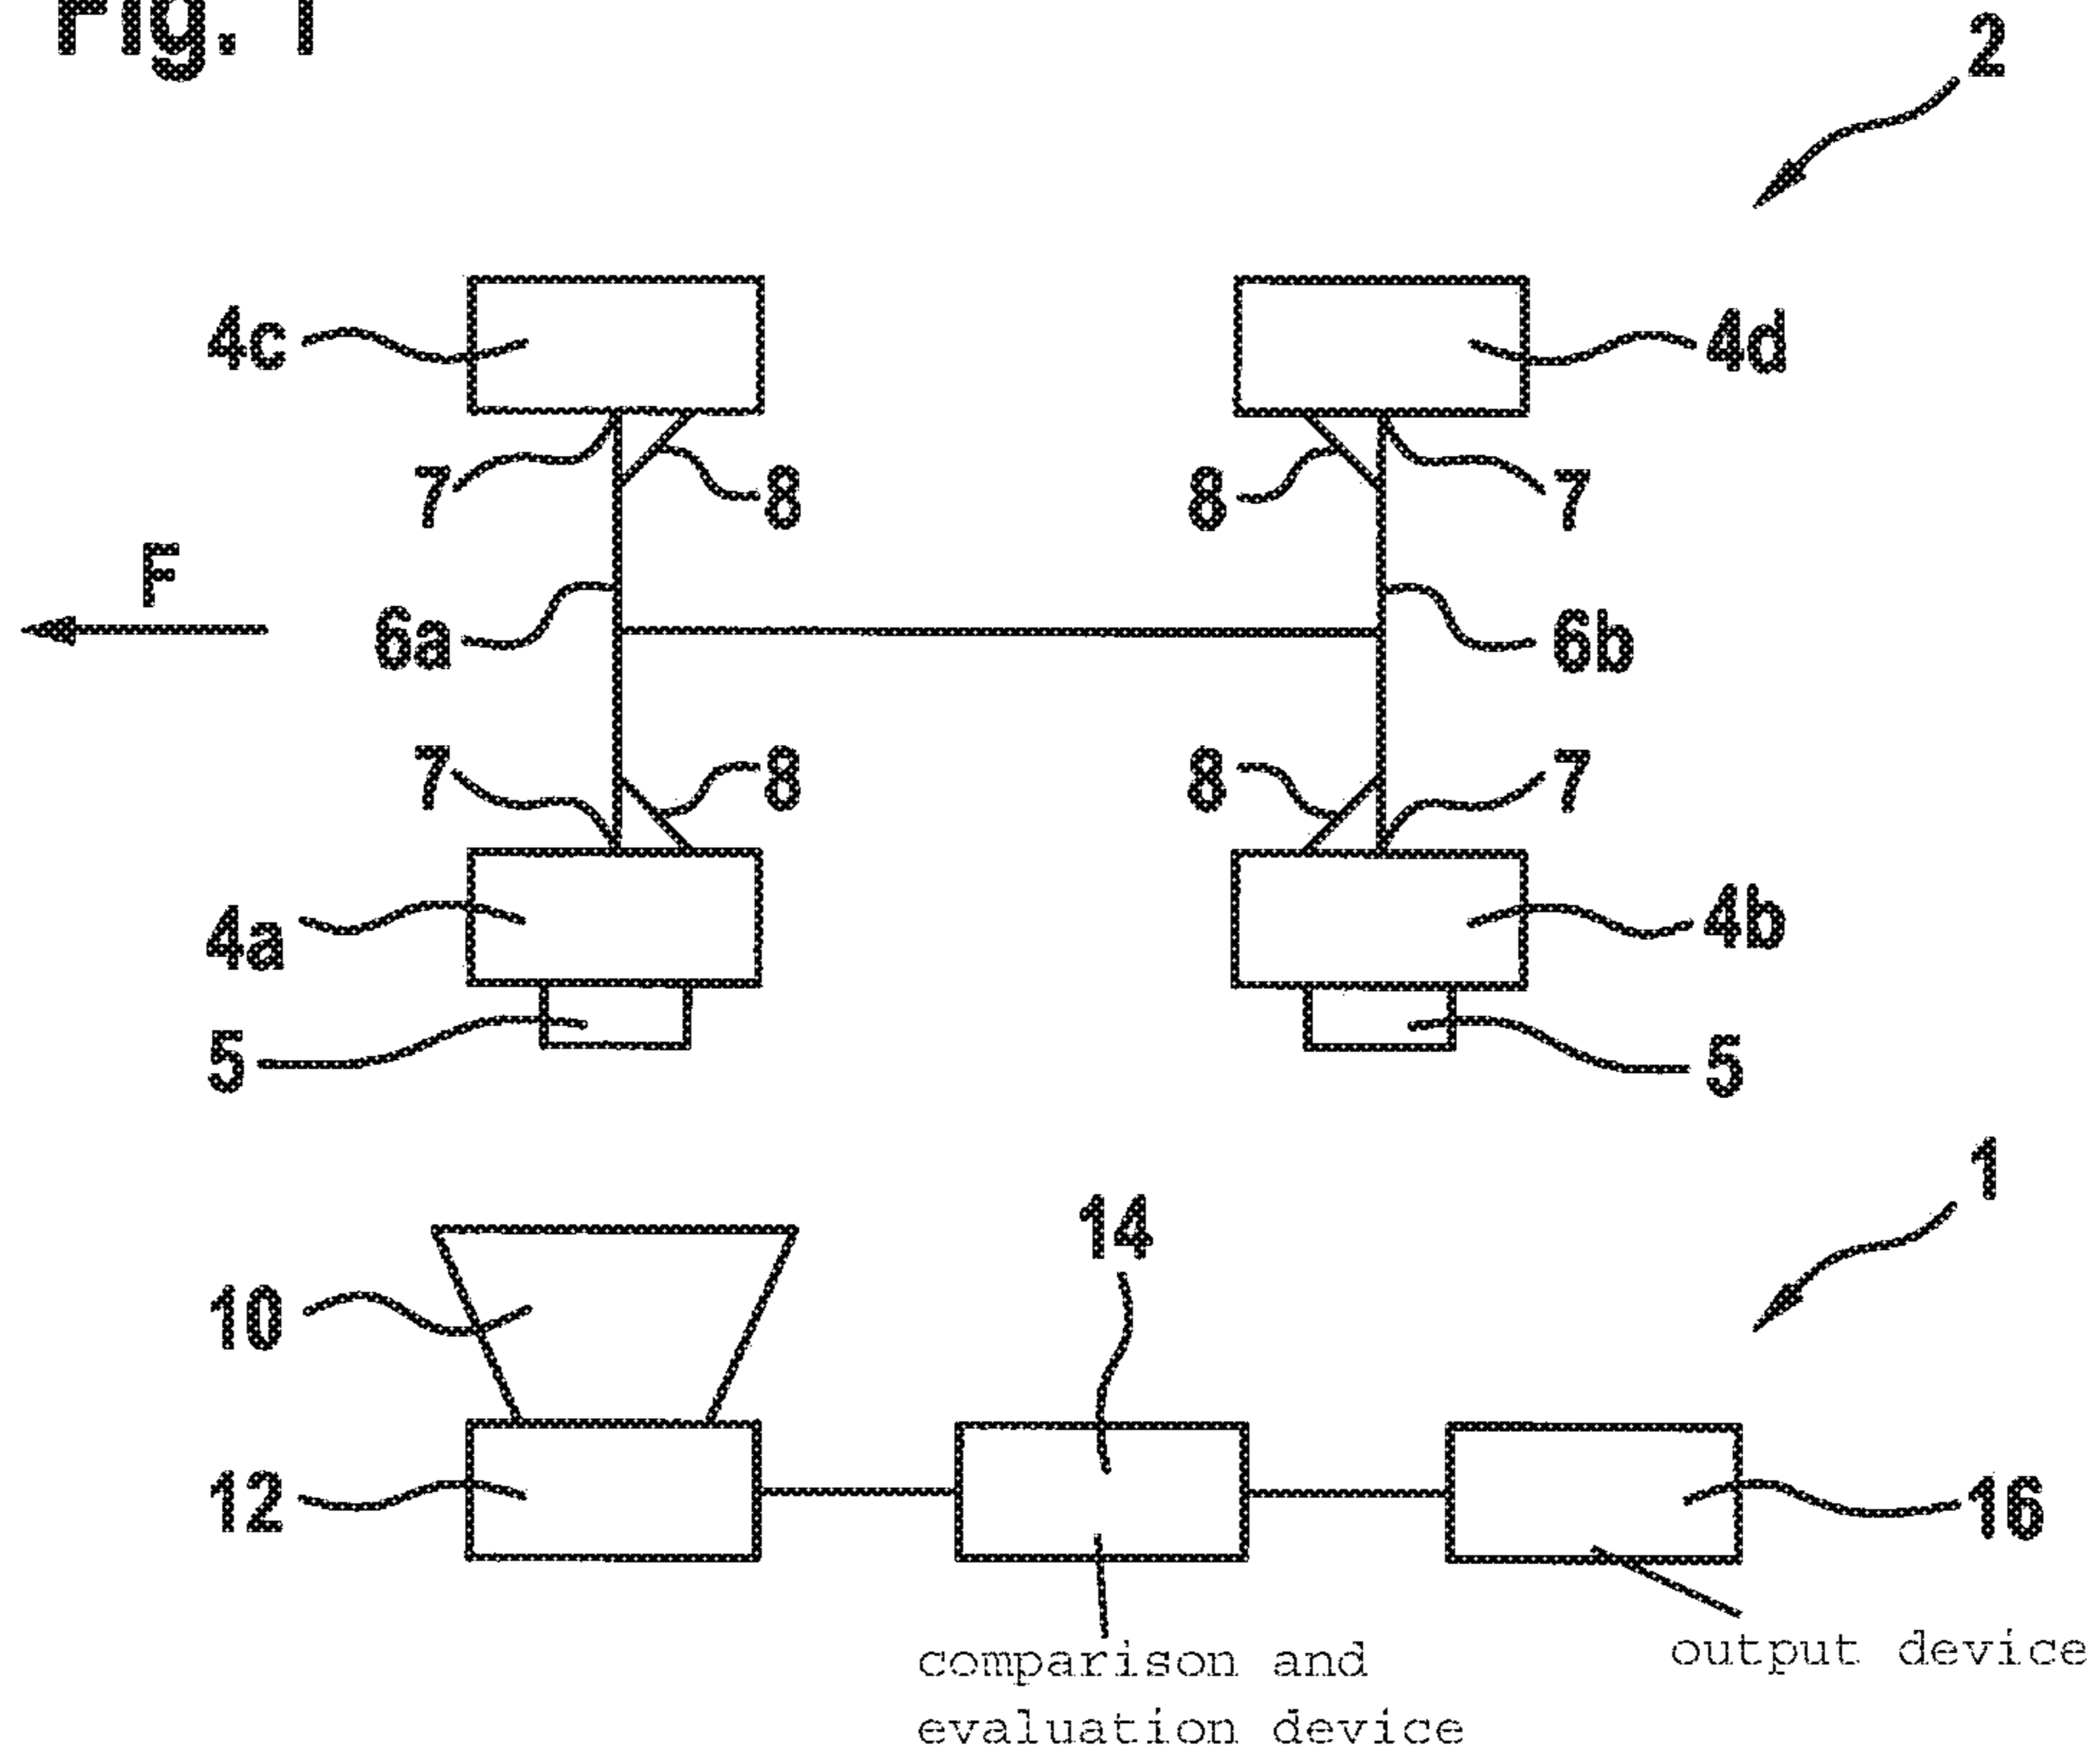 Fig. 1
2
4c
4d
7
8
8
7
F
6a
6b
7
8
8
7
4a
4b
5
5
1
14
10
12
16
comparison and
evaluation device
output device